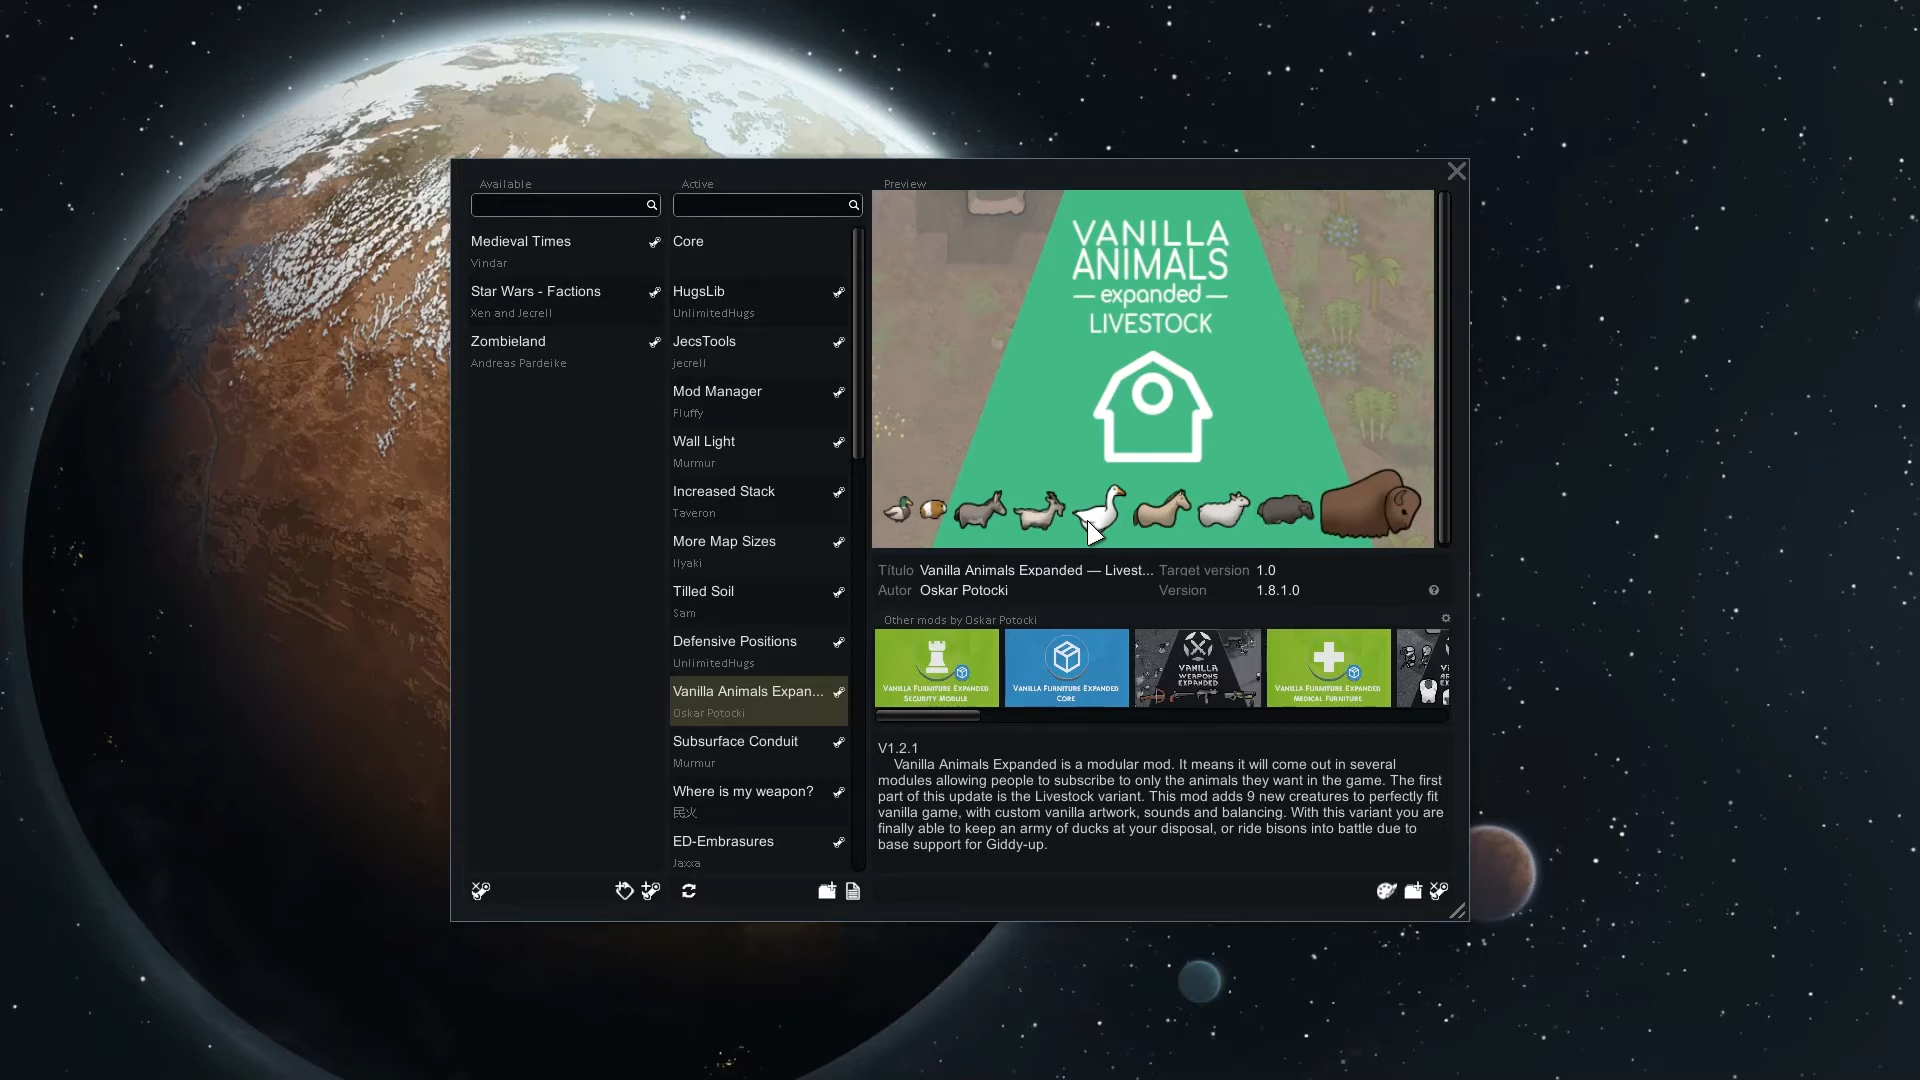 Available
Active
Preview
Medieval Times
Vindar
Star Wars - Factions
Xen and Jecrell
Zombieland
Andreas Pardeike
Core
HugsLib
UnlimitedHugs
JecsTools
jecrell
Mod Manager
Fluffy
Wall Light
Murmur
Increased Stack
Taveron
More Map Sizes
Ilyaki
Tilled Soil
Sam
Defensive Positions
UnlimitedHugs
Vanilla Animals Expan...
Oskar Potocki
Subsurface Conduit
Murmur
Where is my weapon?
民火
ED-Embrasures
Jaxxa
VANILLA
ANIMALS
expanded
LIVESTOCK
Título Vanilla Animals Expanded — Livest... Target version 1.0
Autor Oskar Potocki Version 1.8.1.0
Other mods by Oskar Potocki
VANILLA FURNITURE EXPANDED
SECURITY MODULE
VANILLA FURNITURE EXPANDED
CORE
VANILLA
WEAPONS
EXPANDED
VANILLA FURNITURE EXPANDED
MEDICAL FURNITURE
V1.2.1
Vanilla Animals Expanded is a modular mod. It means it will come out in several
modules allowing people to subscribe to only the animals they want in the game. The first
part of this update is the Livestock variant. This mod adds 9 new creatures to perfectly fit
vanilla game, with custom vanilla artwork, sounds and balancing. With this variant you are
finally able to keep an army of ducks at your disposal, or ride bisons into battle due to
base support for Giddy-up.